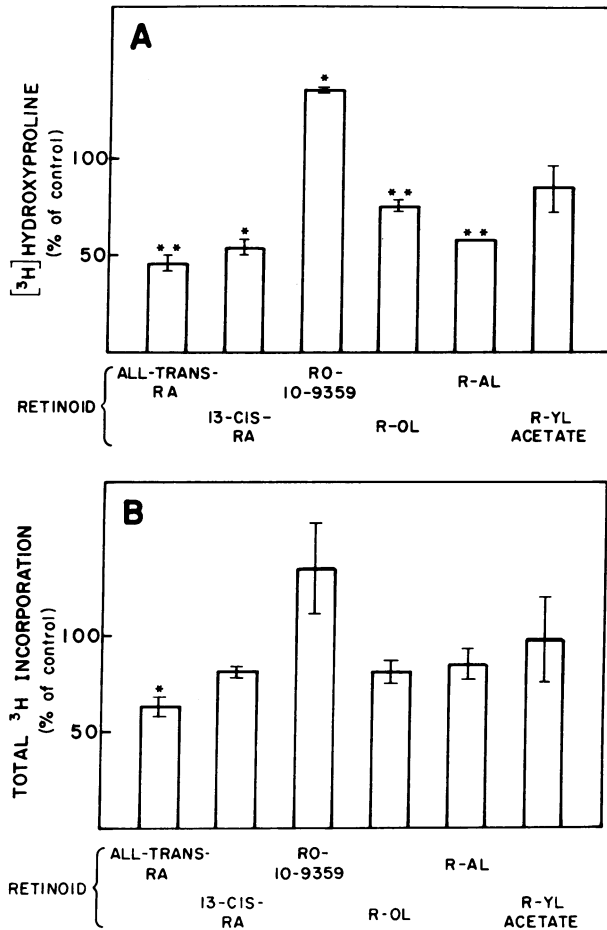 A
[³H] HYDROXYPROLINE
(% of control)
100
50
*
*
* *
* *
*
* *
RETINOID
ALL-TRANS-
RA
13-CIS-
RA
RO-
10-9359
R-OL
R-AL
R-YL
ACETATE
B
TOTAL ³H INCORPORATION
(% of control)
100
50
*
RETINOID
ALL-TRANS-
RA
13-CIS-
RA
RO-
10-9359
R-OL
R-AL
R-YL
ACETATE